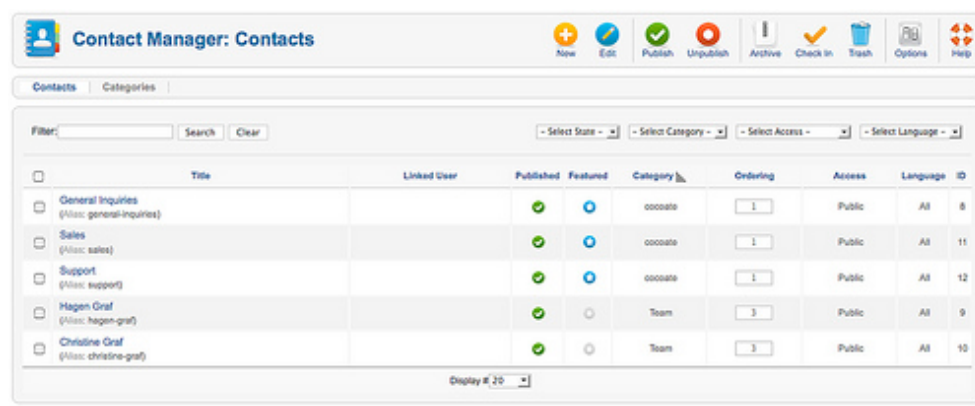 Contact Manager: Contacts
New Edit Publish Unpublish Archive Check In Trash Options Help
Contacts Categories
Filter: Search Clear - Select State - - Select Category - - Select Access - - Select Language -
Title Linked User Published Featured Category Ordering Access Language ID
General Inquiries cocoate 1 Public All 8
(Alias: general-inquiries)
Sales cocoate 1 Public All 11
(Alias: sales)
Support cocoate 1 Public All 12
(Alias: support)
Hagen Graf Team 3 Public All 9
(Alias: hagen-graf)
Christine Graf Team 3 Public All 10
(Alias: christine-graf)
Display # 20